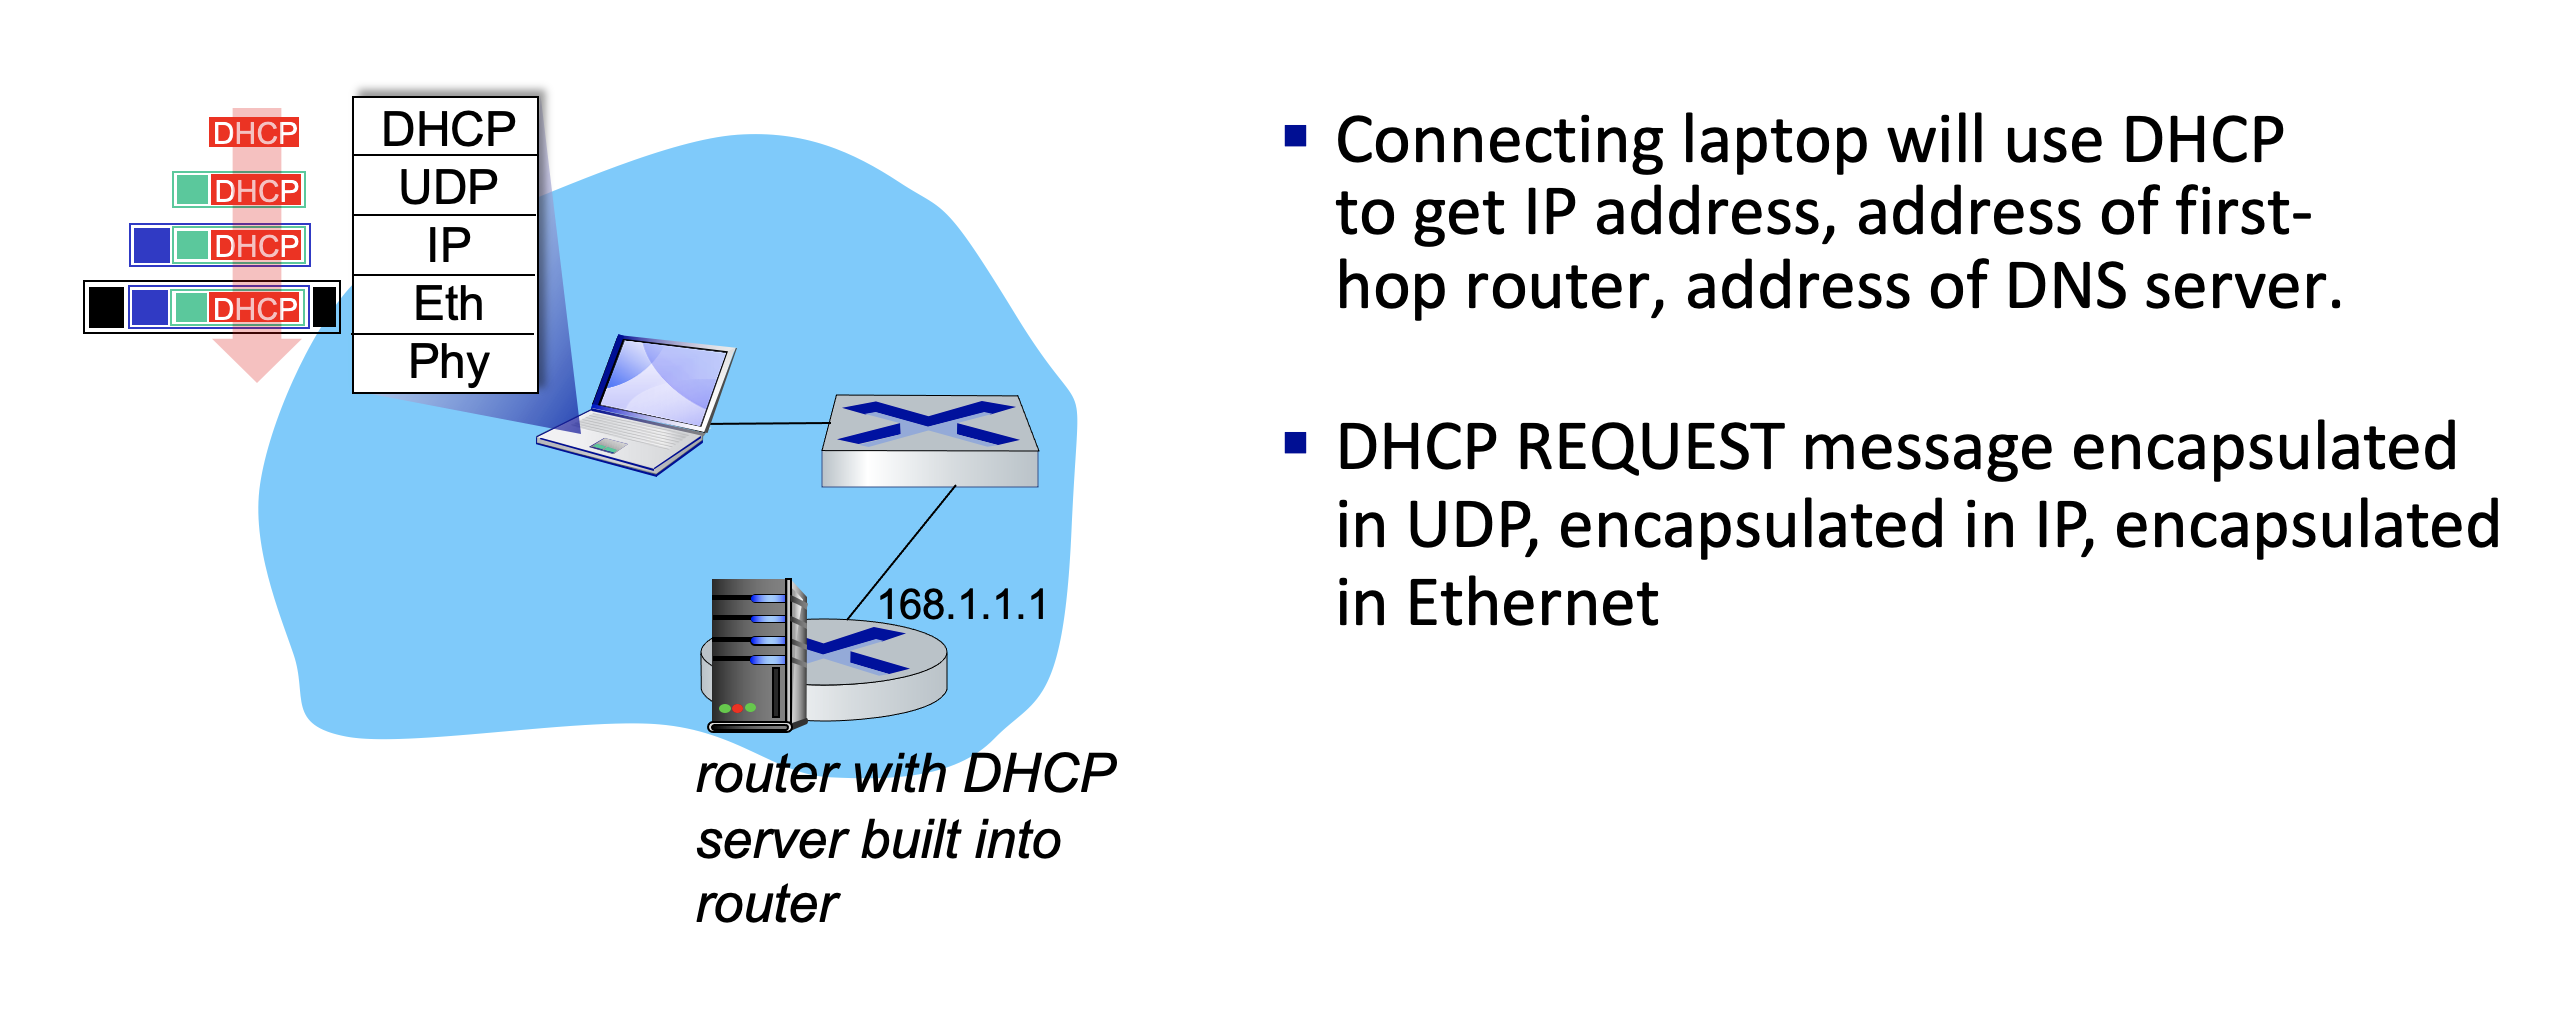 DHCP
DHCP
DHCP
DHCP
DHCP
UDP
IP
Eth
Phy
168.1.1.1
router with DHCP
server built into
router
Connecting laptop will use DHCP
to get IP address, address of first-
hop router, address of DNS server.
DHCP REQUEST message encapsulated
in UDP, encapsulated in IP, encapsulated
in Ethernet